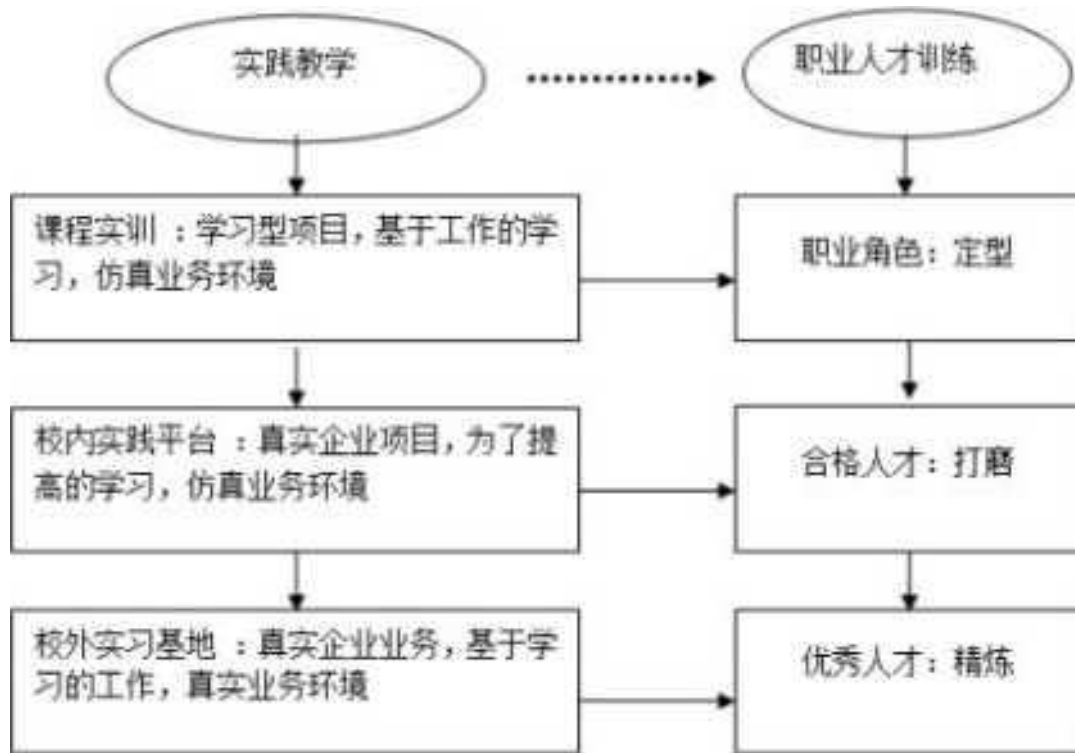 实践教学
职业人才训练
课程实训 ：学习型项目，基于工作的学
习，仿真业务环境
职业角色：定型
校内实践平台 ：真实企业项目，为了提
高的学习，仿真业务环境
合格人才：打磨
校外实习基地 ：真实企业业务，基于学
习的工作，真实业务环境
优秀人才：精炼